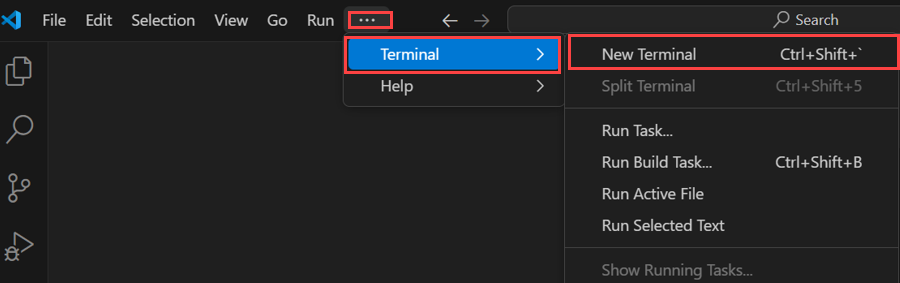 File Edit Selection View Go Run ... Search
Terminal New Terminal Ctrl+Shift+`
Help Split Terminal Ctrl+Shift+5
Run Task...
Run Build Task... Ctrl+Shift+B
Run Active File
Run Selected Text
Show Running Tasks...